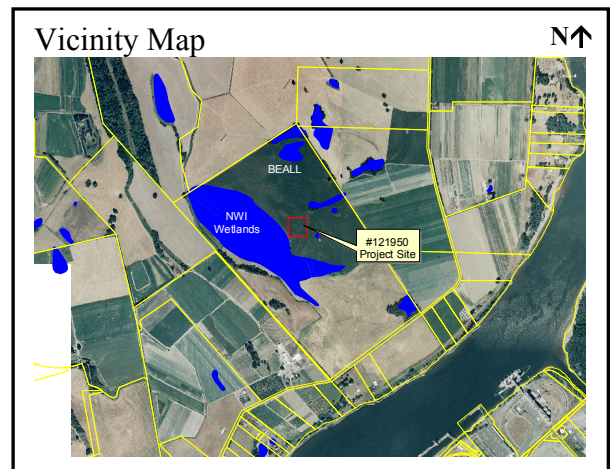 Vicinity Map
N↑
BEALL
NWI
Wetlands
#121950
Project Site